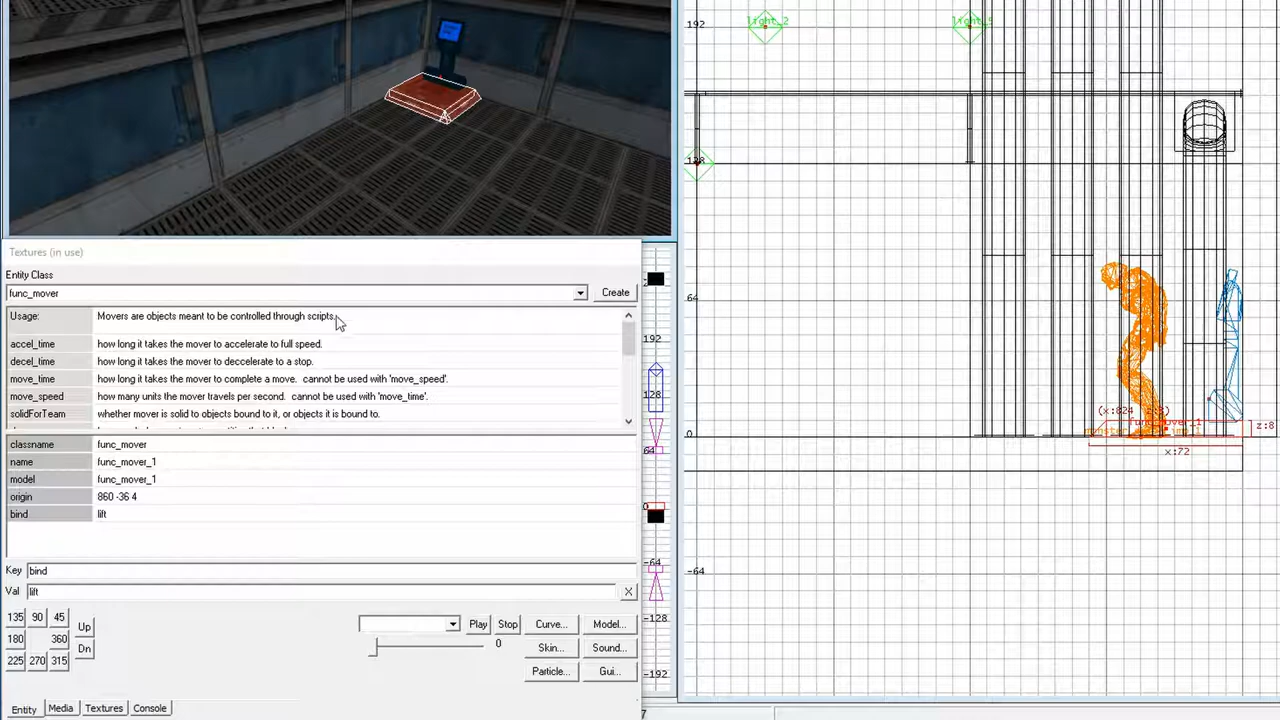 192
light_2
light_5
128
Textures (in use)
Entity Class
func_mover
Create
Usage:
Movers are objects meant to be controlled through scripts.
accel_time
how long it takes the mover to accelerate to full speed.
decel_time
how long it takes the mover to deccelerate to a stop.
move_time
how long it takes the mover to complete a move. cannot be used with 'move_speed'.
move_speed
how many units the mover travels per second. cannot be used with 'move_time'.
solidForTeam
whether mover is solid to objects bound to it, or objects it is bound to.
classname
func_mover
name
func_mover_1
model
func_mover_1
origin
860 -36 4
bind
lift
Key
bind
Val
lift
X
135 90 45
180 360
225 270 315
Up
Dn
Play
Stop
0
Curve...
Model...
Skin...
Sound...
Particle...
Gui...
Entity
Media
Textures
Console
192
128
64
0
-64
-128
-192
64
0
-64
(x:824
func_mover_1
z:8
x:72